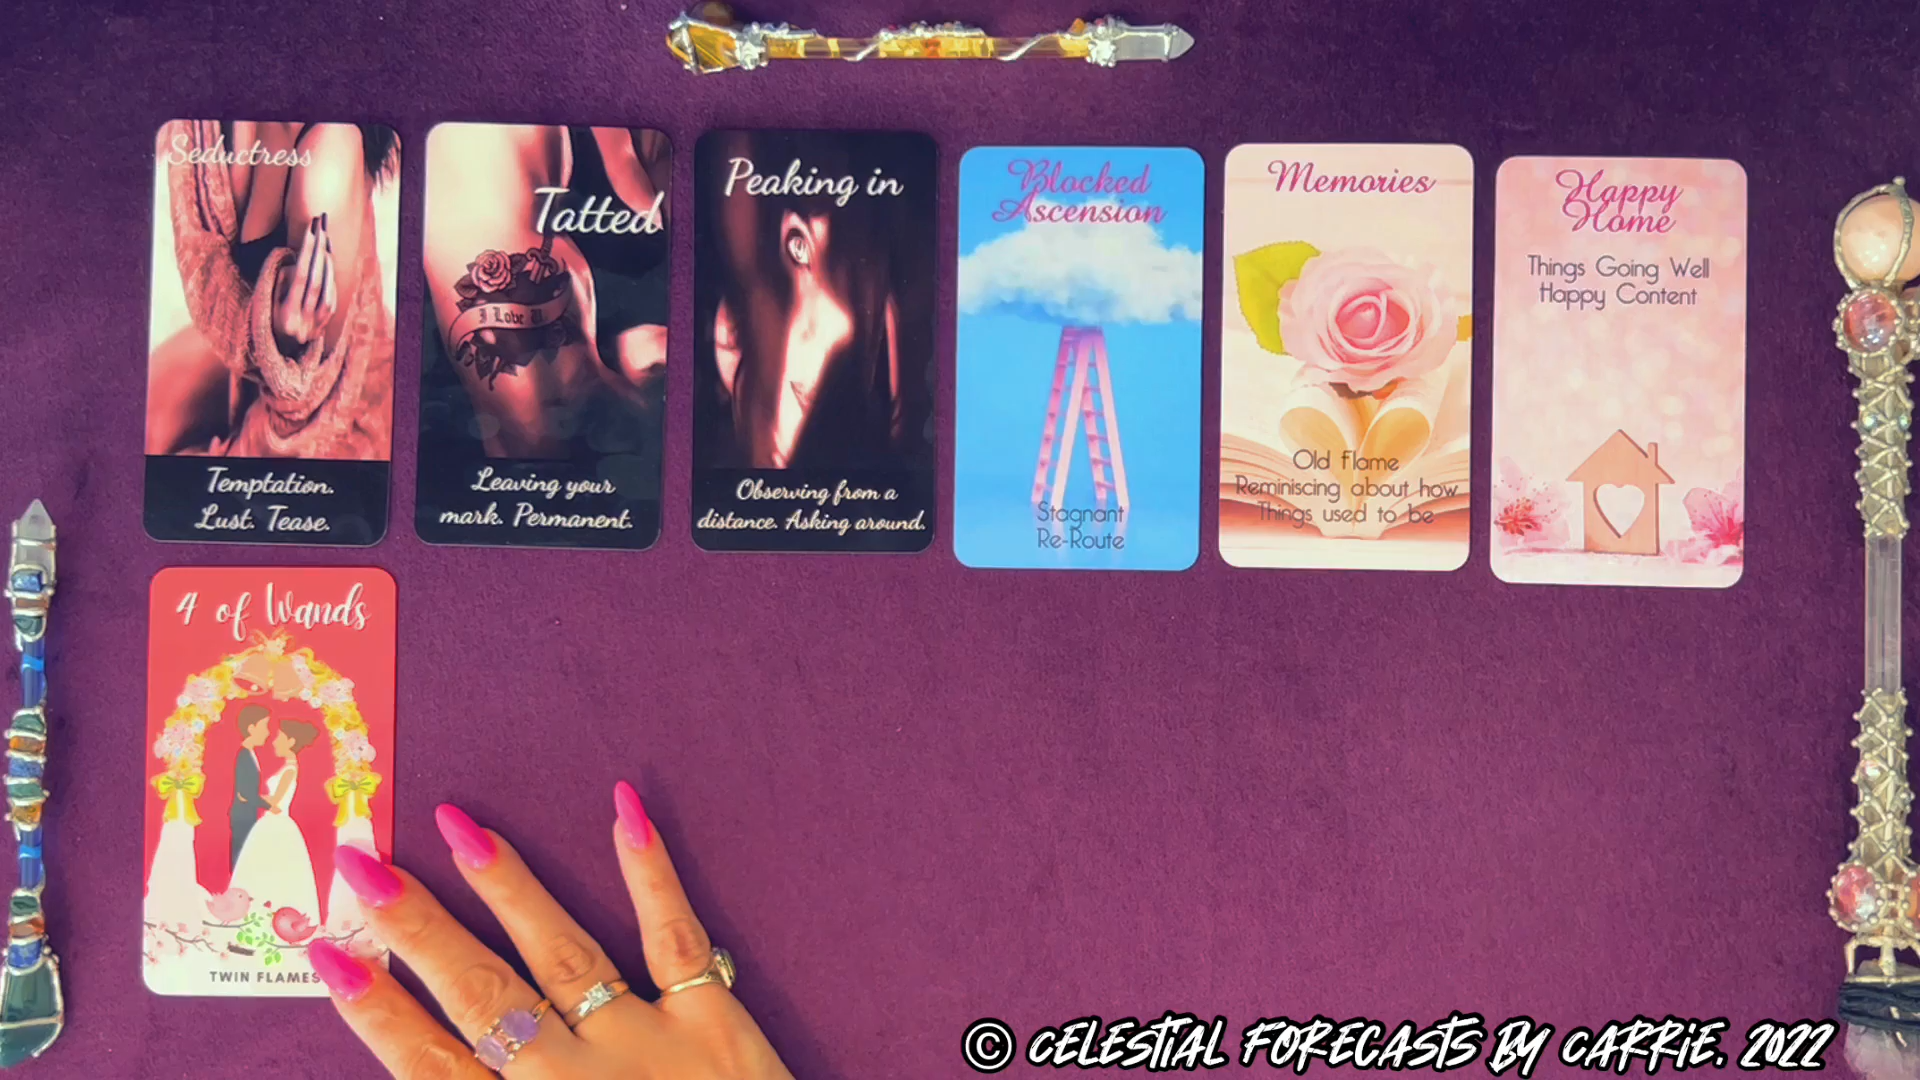 Seductress
Temptation.
Lust. Tease.
Tatted
I Love U
Leaving your
mark. Permanent.
Peaking in
Observing from a
distance. Asking around.
Blocked
Ascension
Stagnant
Re-Route
Memories
Old Flame
Reminiscing about how
Things used to be
Happy
Home
Things Going Well
Happy Content
4 of Wands
TWIN FLAMES
© CELESTIAL FORECASTS BY CARRIE. 2022